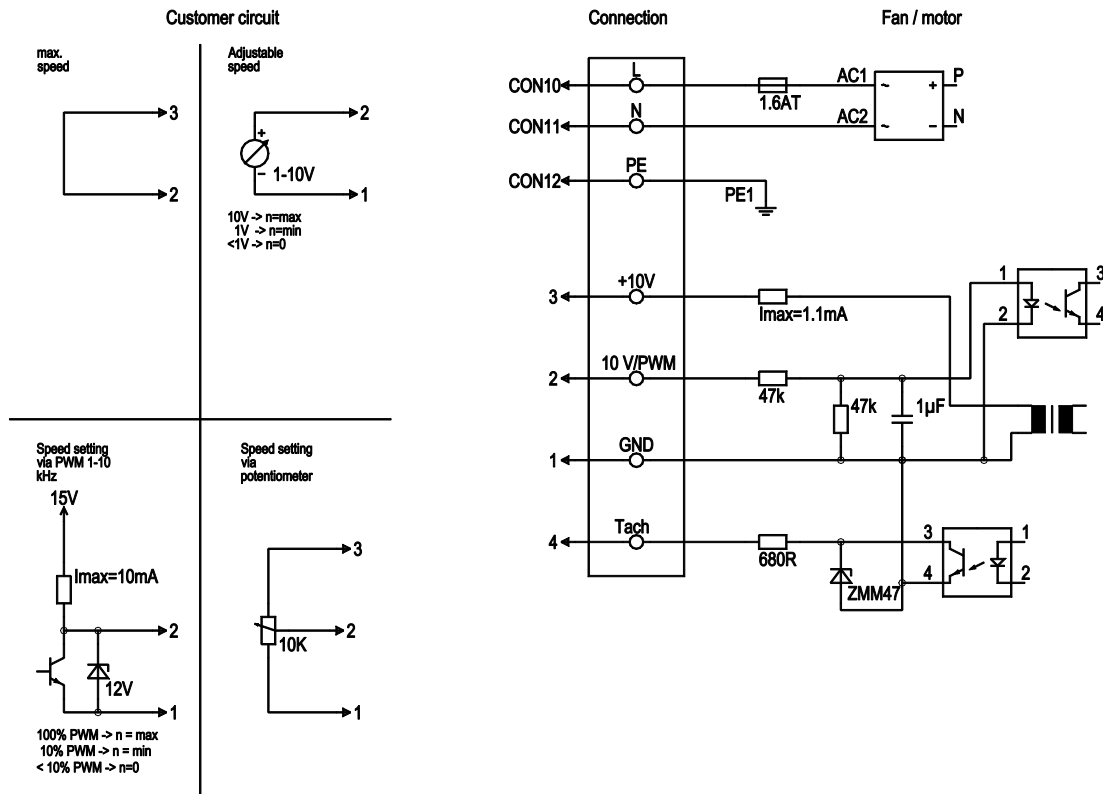 Customer circuit
Connection
Fan / motor
max.
speed
3
2
Adjustable
speed
2
+
–
1-10V
1
10V -> n=max
1V -> n=min
<1V -> n=0
Speed setting
via PWM 1-10
kHz
15V
Imax=10mA
2
12V
1
100% PWM -> n = max
10% PWM -> n = min
< 10% PWM -> n=0
Speed setting
via
potentiometer
3
2
10K
1
CON10
L
1.6AT
AC1
~
+
P
CON11
N
AC2
~
–
N
CON12
PE
PE1
3
+10V
Imax=1.1mA
1
2
3
4
2
10 V/PWM
47k
47k
1µF
1
GND
4
Tach
680R
ZMM47
3
4
1
2